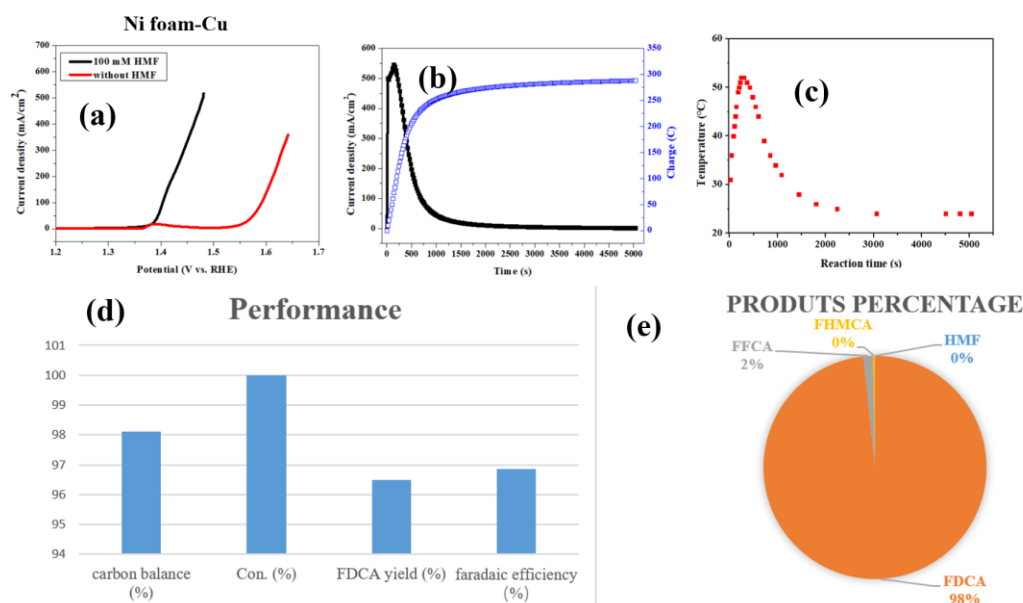 Ni foam-Cu
700
600
500
400
300
200
100
0
1.2
1.3
1.4
1.5
1.6
1.7
Current density (mA/cm²)
Potential (V vs. RHE)
100 mM HMF
without HMF
(a)
600
500
400
300
200
100
0
0
500
1000
1500
2000
2500
3000
3500
4000
4500
5000
350
300
250
200
150
100
50
0
Current density (mA/cm²)
Time (s)
Charge (C)
(b)
60
50
40
30
20
0
1000
2000
3000
4000
5000
Temperature (°C)
Reaction time (s)
(c)
(d)
Performance
101
100
99
98
97
96
95
94
carbon balance
(%)
Con. (%)
FDCA yield (%)
faradaic efficiency
(%)
(e)
PRODUTS PERCENTAGE
FHMCA
0%
HMF
0%
FFCA
2%
FDCA
98%